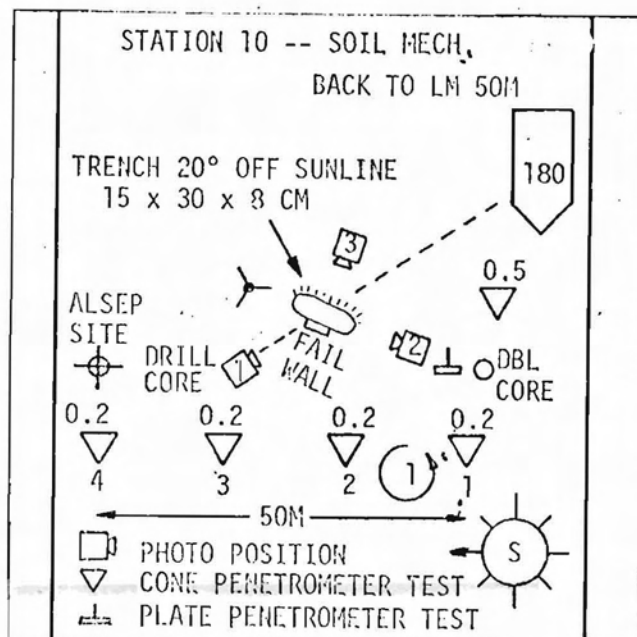 STATION 10 -- SOIL MECH.
BACK TO LM 50M
TRENCH 20° OFF SUNLINE
15 x 30 x 8 CM
180
3
0.5
ALSEP
SITE
DRILL
CORE
1
FAIL
WALL
2
DBL
CORE
0.2 0.2 0.2 0.2
4 3 2 1 1
50M
S
PHOTO POSITION
CONE PENETROMETER TEST
PLATE PENETROMETER TEST